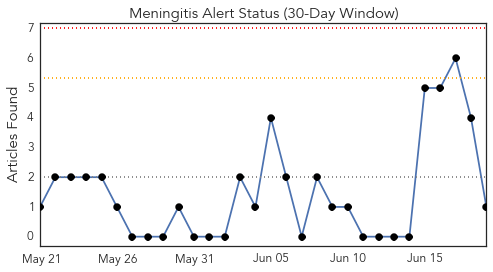 Meningitis Alert Status (30-Day Window)
Articles Found
7
6
5
4
3
2
1
0
May 21
May 26
May 31
Jun 05
Jun 10
Jun 15